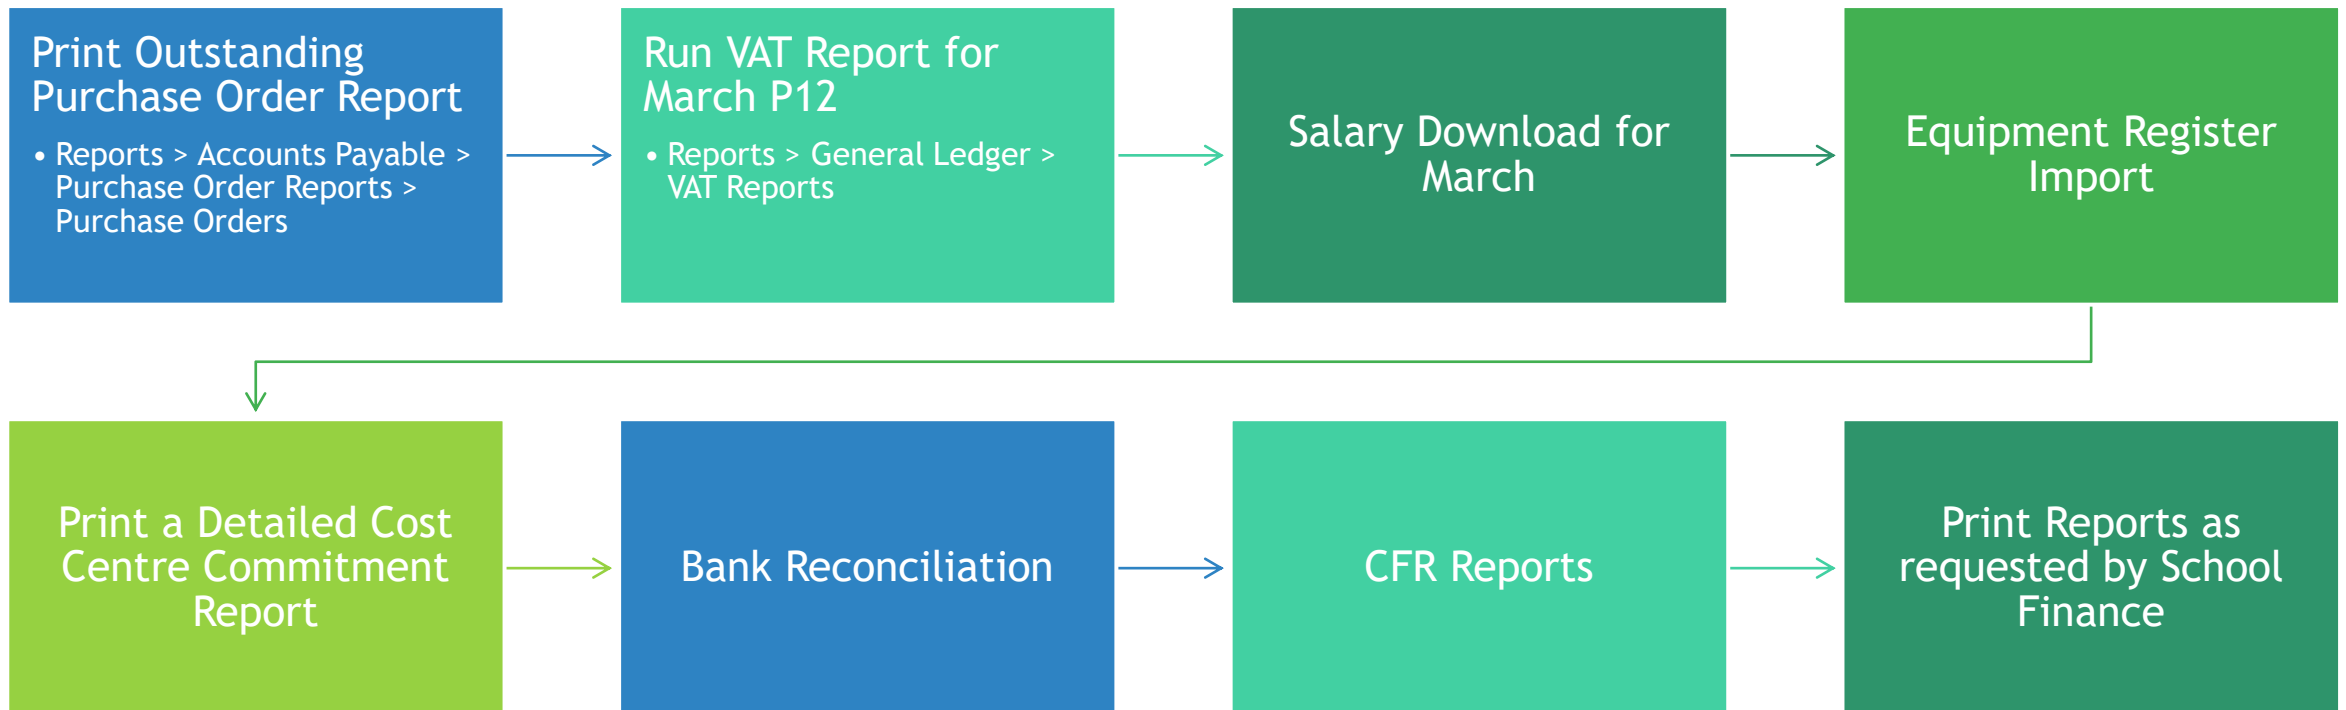 Print Outstanding
Purchase Order Report
• Reports > Accounts Payable >
Purchase Order Reports >
Purchase Orders
Run VAT Report for
March P12
• Reports > General Ledger >
VAT Reports
Salary Download for
March
Equipment Register
Import
Print a Detailed Cost
Centre Commitment
Report
Bank Reconciliation
CFR Reports
Print Reports as
requested by School
Finance